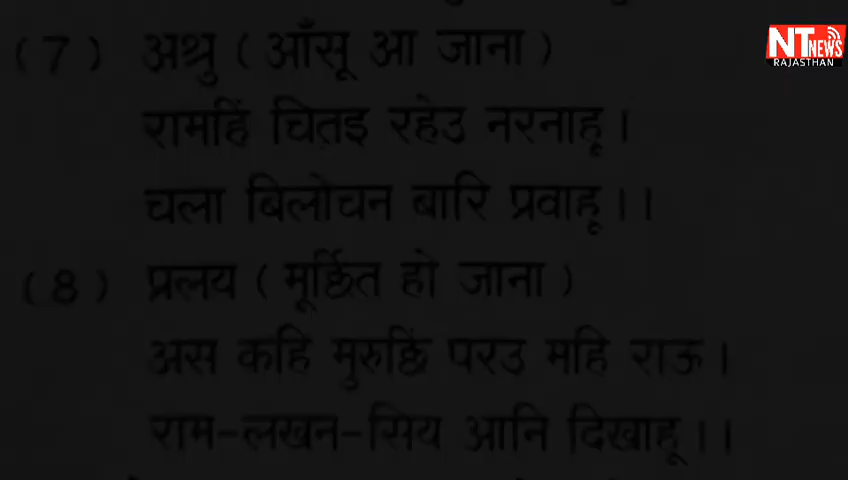 NT NEWS
RAJASTHAN
(7) अश्रु (आँसू आ जाना)
रामहिं चितइ रहेउ नरनाहू।
चला बिलोचन बारि प्रवाहू।।
(8) प्रलय (मूर्छित हो जाना)
अस कहि मुरुछि परउ महि राऊ।
राम-लखन-सिय आनि दिखाहू।।